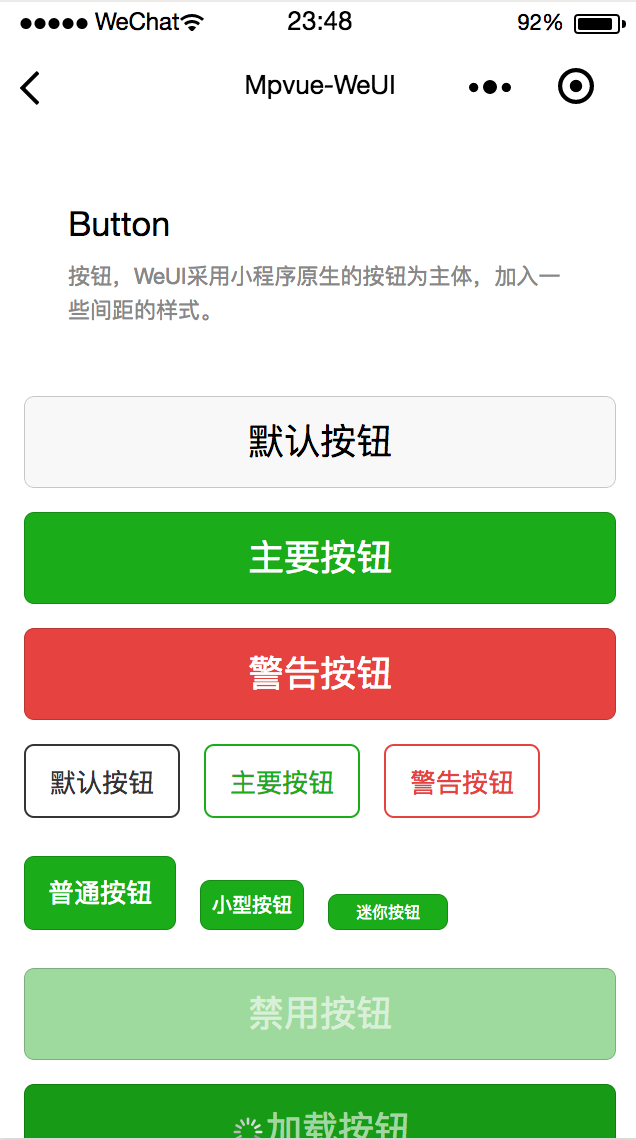 WeChat 23:48 92%
Mpvue-WeUI
Button
按钮，WeUI采用小程序原生的按钮为主体，加入一
些间距的样式。
默认按钮
主要按钮
警告按钮
默认按钮 主要按钮 警告按钮
普通按钮 小型按钮 迷你按钮
禁用按钮
加载按钮